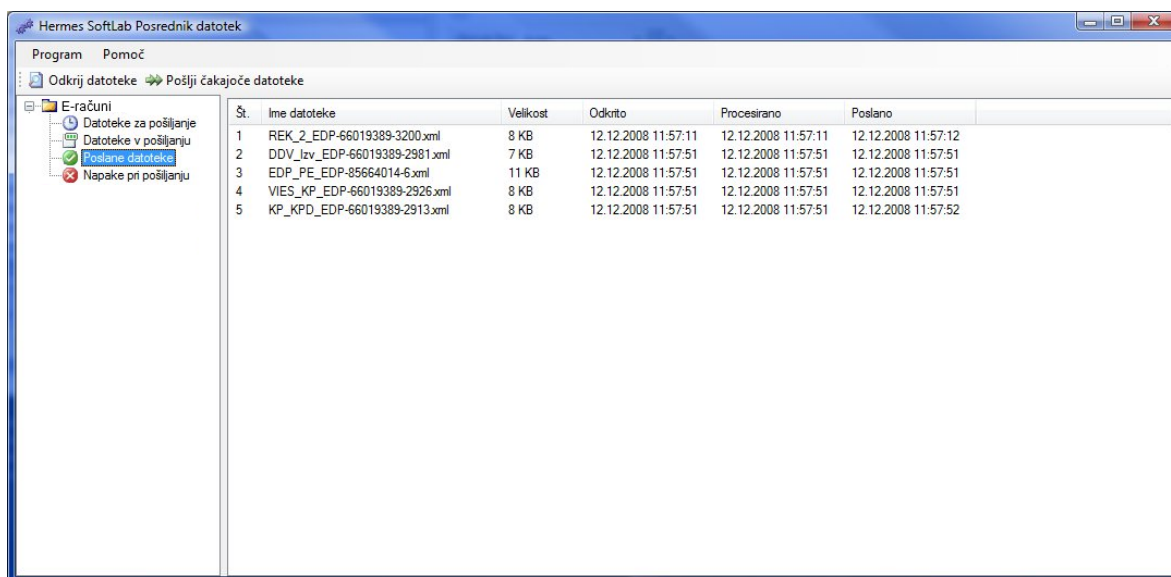 Hermes SoftLab Posrednik datotek
Program Pomoč
Odkrij datoteke Pošlji čakajoče datoteke
E-računi
Datoteke za pošiljanje
Datoteke v pošiljanju
Poslane datoteke
Napake pri pošiljanju
Št. Ime datoteke Velikost Odkrito Procesirano Poslano
1 REK_2_EDP-66019389-3200.xml 8 KB 12.12.2008 11:57:11 12.12.2008 11:57:11 12.12.2008 11:57:12
2 DDV_Izv_EDP-66019389-2981.xml 7 KB 12.12.2008 11:57:51 12.12.2008 11:57:51 12.12.2008 11:57:51
3 EDP_PE_EDP-85664014-6.xml 11 KB 12.12.2008 11:57:51 12.12.2008 11:57:51 12.12.2008 11:57:51
4 VIES_KP_EDP-66019389-2926.xml 8 KB 12.12.2008 11:57:51 12.12.2008 11:57:51 12.12.2008 11:57:51
5 KP_KPD_EDP-66019389-2913.xml 8 KB 12.12.2008 11:57:51 12.12.2008 11:57:51 12.12.2008 11:57:52